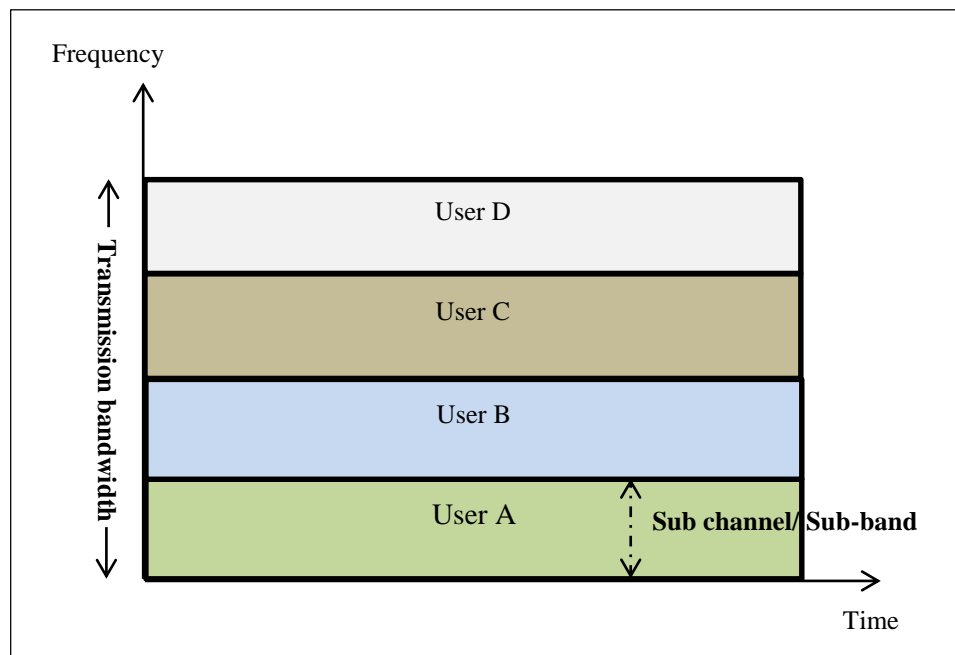 Frequency
User D
Transmission bandwidth
User C
User B
User A
Sub channel/ Sub-band
Time